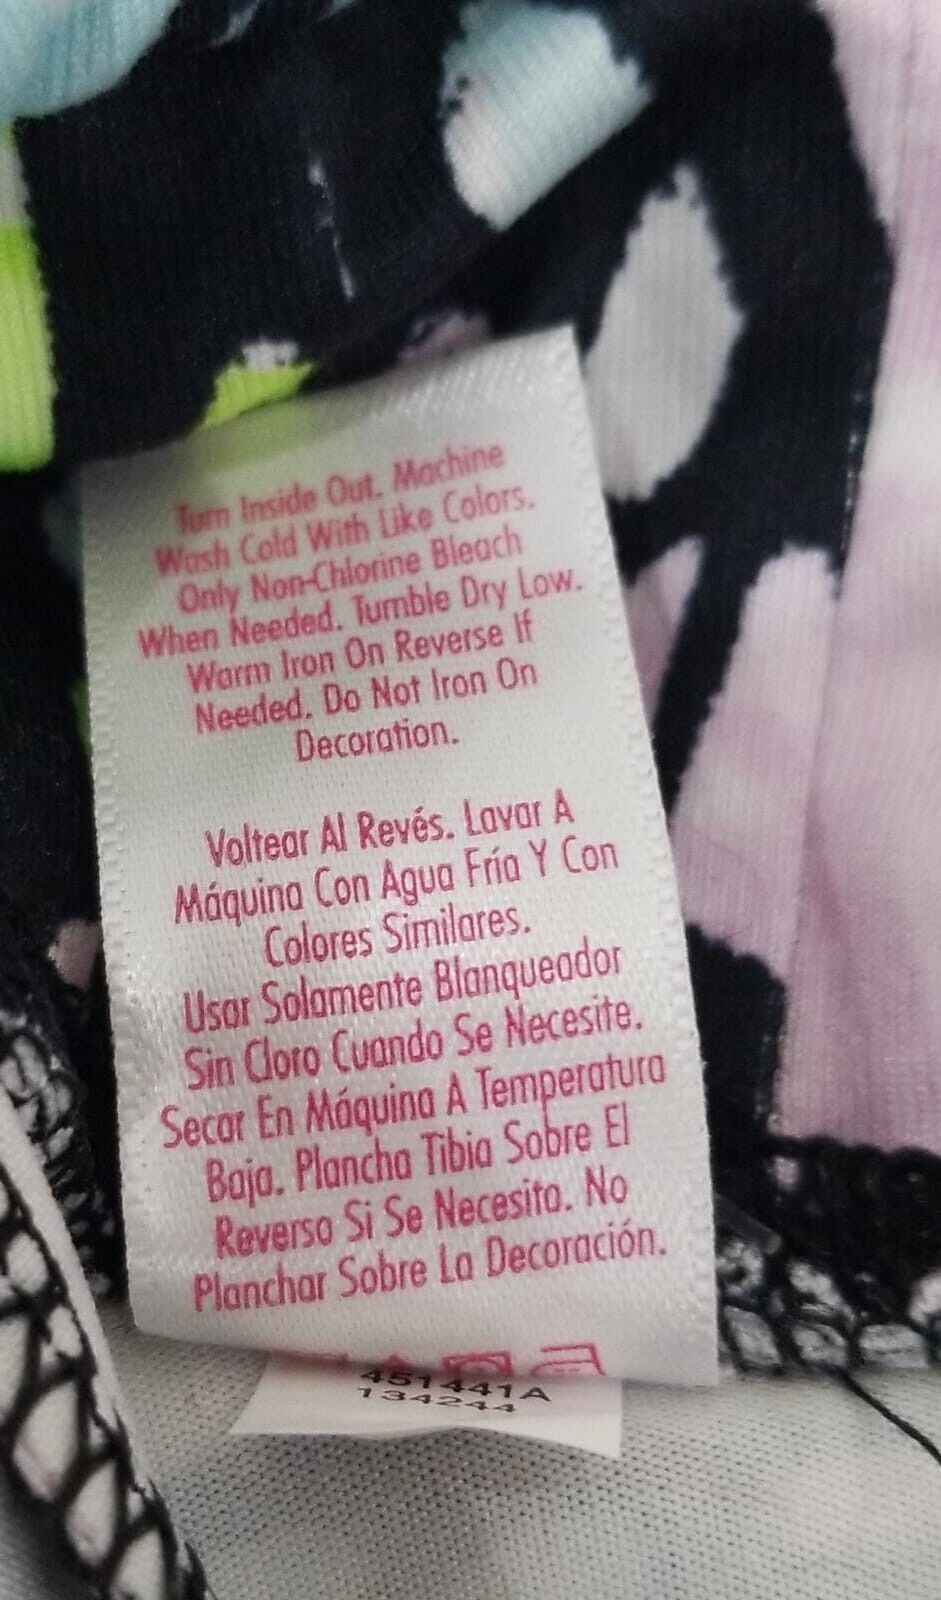 Turn Inside Out. Machine
Wash Cold With Like Colors.
Only Non-Chlorine Bleach
When Needed. Tumble Dry Low.
Warm Iron On Reverse If
Needed. Do Not Iron On
Decoration.
Voltear Al Revés. Lavar A
Máquina Con Agua Fría Y Con
Colores Similares.
Usar Solamente Blanqueador
Sin Cloro Cuando Se Necesite.
Secar En Máquina A Temperatura
Baja. Plancha Tibia Sobre El
Reverso Si Se Necesita. No
Planchar Sobre La Decoración.
451441A
134244